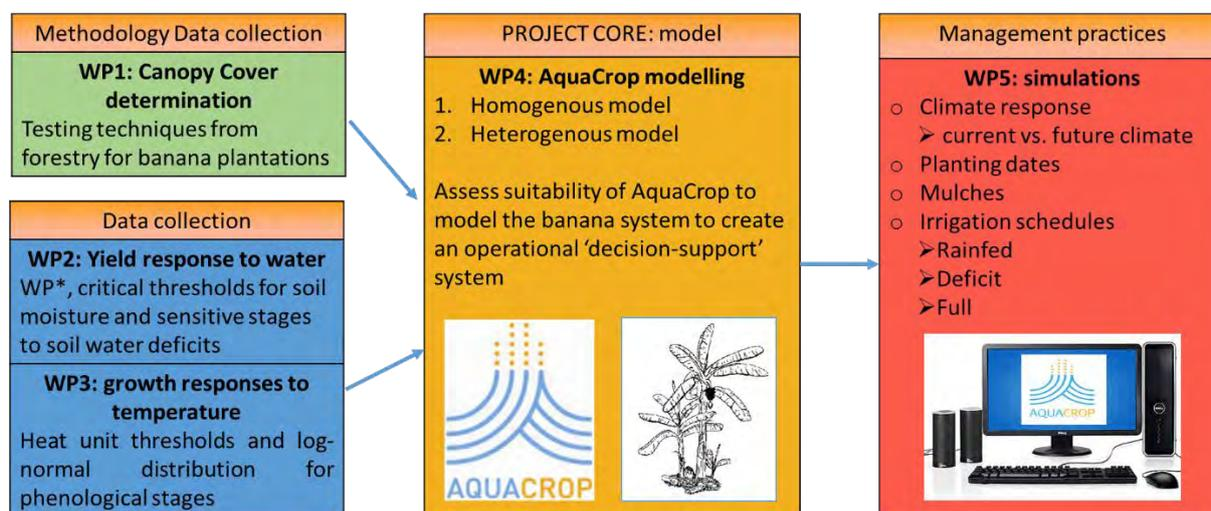 Methodology Data collection
WP1: Canopy Cover
determination
Testing techniques from
forestry for banana plantations
Data collection
WP2: Yield response to water
WP*, critical thresholds for soil
moisture and sensitive stages
to soil water deficits
WP3: growth responses to
temperature
Heat unit thresholds and log-
normal distribution for
phenological stages
PROJECT CORE: model
WP4: AquaCrop modelling
1. Homogenous model
2. Heterogenous model
Assess suitability of AquaCrop to
model the banana system to create
an operational ‘decision-support’
system
AQUACROP
Management practices
WP5: simulations
o Climate response
➢ current vs. future climate
o Planting dates
o Mulches
o Irrigation schedules
➢Rainfed
➢Deficit
➢Full
AQUACROP